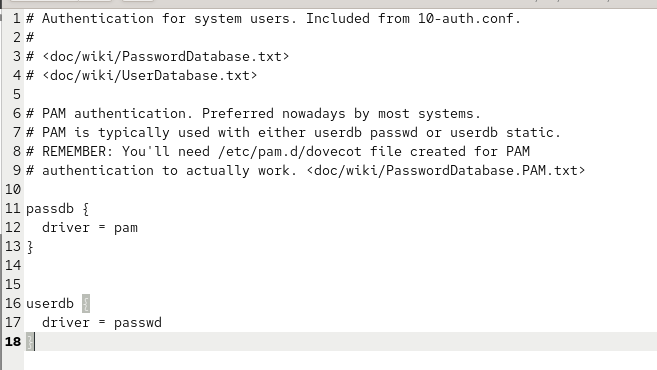 1 # Authentication for system users. Included from 10-auth.conf.
2 #
3 # <doc/wiki/PasswordDatabase.txt>
4 # <doc/wiki/UserDatabase.txt>
5
6 # PAM authentication. Preferred nowadays by most systems.
7 # PAM is typically used with either userdb passwd or userdb static.
8 # REMEMBER: You'll need /etc/pam.d/dovecot file created for PAM
9 # authentication to actually work. <doc/wiki/PasswordDatabase.PAM.txt>
10
11 passdb {
12   driver = pam
13 }
14
15
16 userdb {
17   driver = passwd
18 }